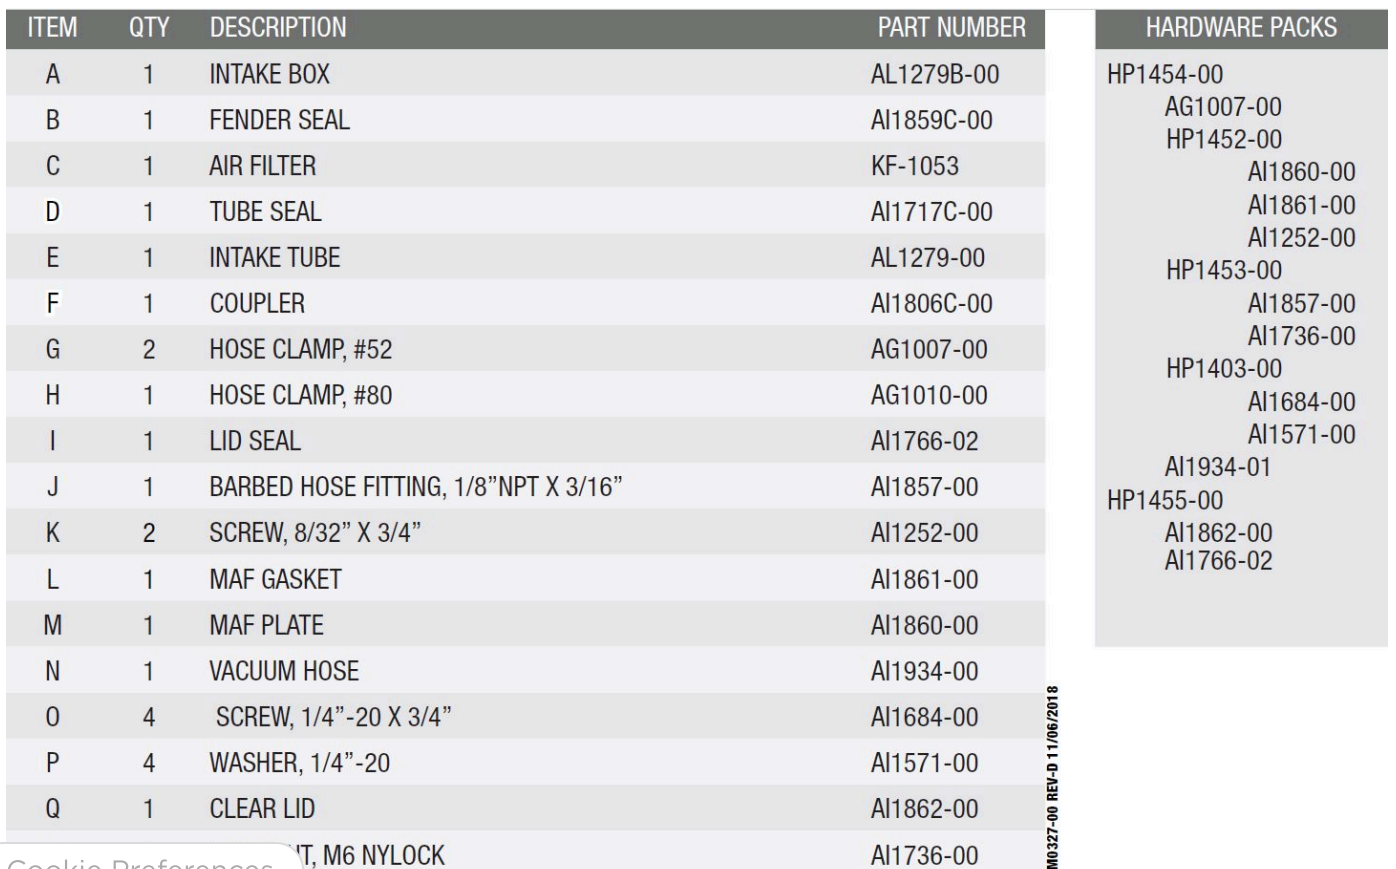 ITEM QTY DESCRIPTION PART NUMBER
A 1 INTAKE BOX AL1279B-00
B 1 FENDER SEAL AI1859C-00
C 1 AIR FILTER KF-1053
D 1 TUBE SEAL AI1717C-00
E 1 INTAKE TUBE AL1279-00
F 1 COUPLER AI1806C-00
G 2 HOSE CLAMP, #52 AG1007-00
H 1 HOSE CLAMP, #80 AG1010-00
I 1 LID SEAL AI1766-02
J 1 BARBED HOSE FITTING, 1/8”NPT X 3/16” AI1857-00
K 2 SCREW, 8/32” X 3/4” AI1252-00
L 1 MAF GASKET AI1861-00
M 1 MAF PLATE AI1860-00
N 1 VACUUM HOSE AI1934-00
O 4 SCREW, 1/4”-20 X 3/4” AI1684-00
P 4 WASHER, 1/4”-20 AI1571-00
Q 1 CLEAR LID AI1862-00
M6 NYLOCK AI1736-00
Cookie Preferences
M0327-00 REV-D 11/06/2018
HARDWARE PACKS
HP1454-00
AG1007-00
HP1452-00
AI1860-00
AI1861-00
AI1252-00
HP1453-00
AI1857-00
AI1736-00
HP1403-00
AI1684-00
AI1571-00
AI1934-01
HP1455-00
AI1862-00
AI1766-02